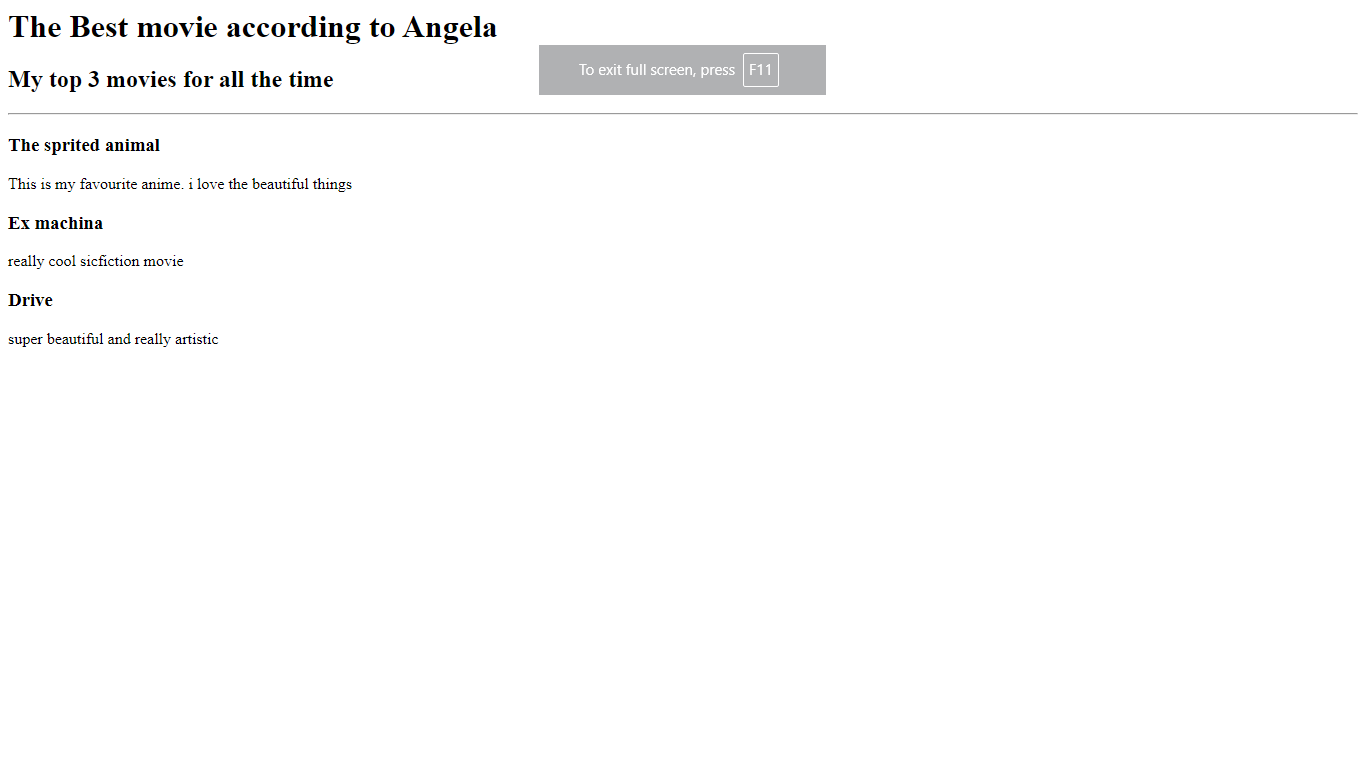 The Best movie according to Angela
To exit full screen, press F11
My top 3 movies for all the time
The sprited animal
This is my favourite anime. i love the beautiful things
Ex machina
really cool sicfiction movie
Drive
super beautiful and really artistic